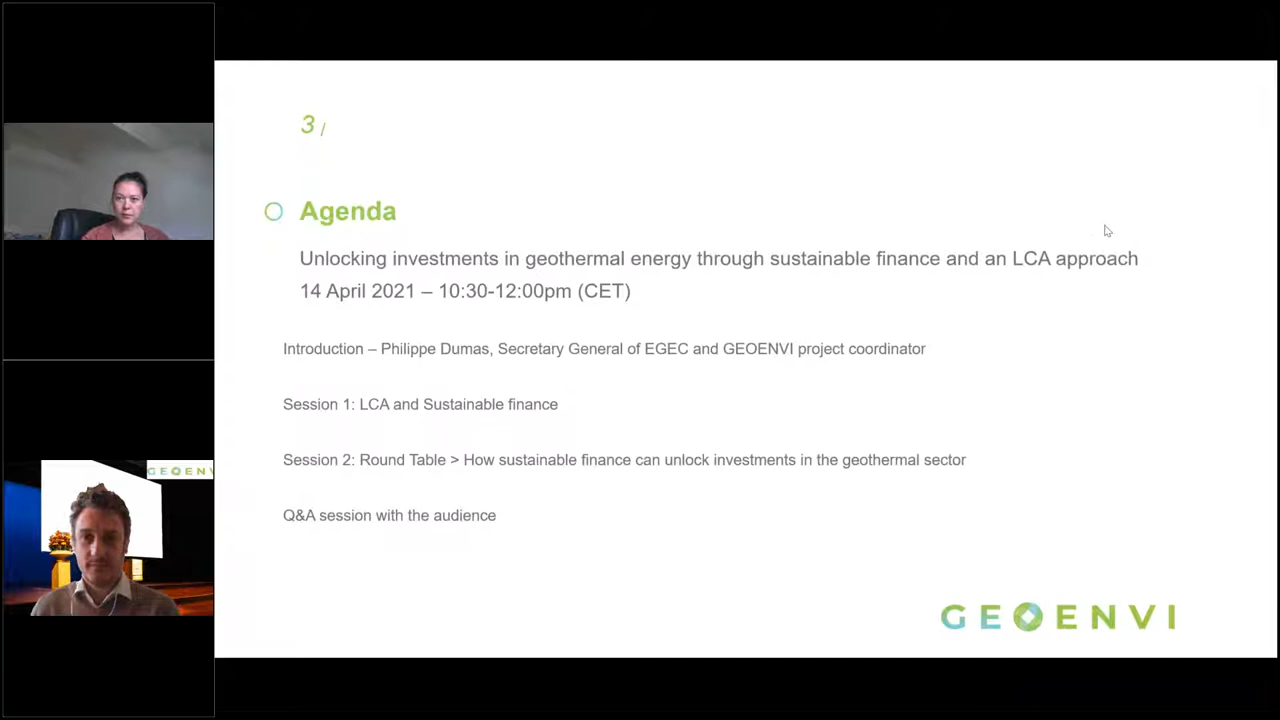 3 /
Agenda
Unlocking investments in geothermal energy through sustainable finance and an LCA approach
14 April 2021 – 10:30-12:00pm (CET)
Introduction – Philippe Dumas, Secretary General of EGEC and GEOENVI project coordinator
Session 1: LCA and Sustainable finance
Session 2: Round Table > How sustainable finance can unlock investments in the geothermal sector
Q&A session with the audience
GEOENVI
GEOENV